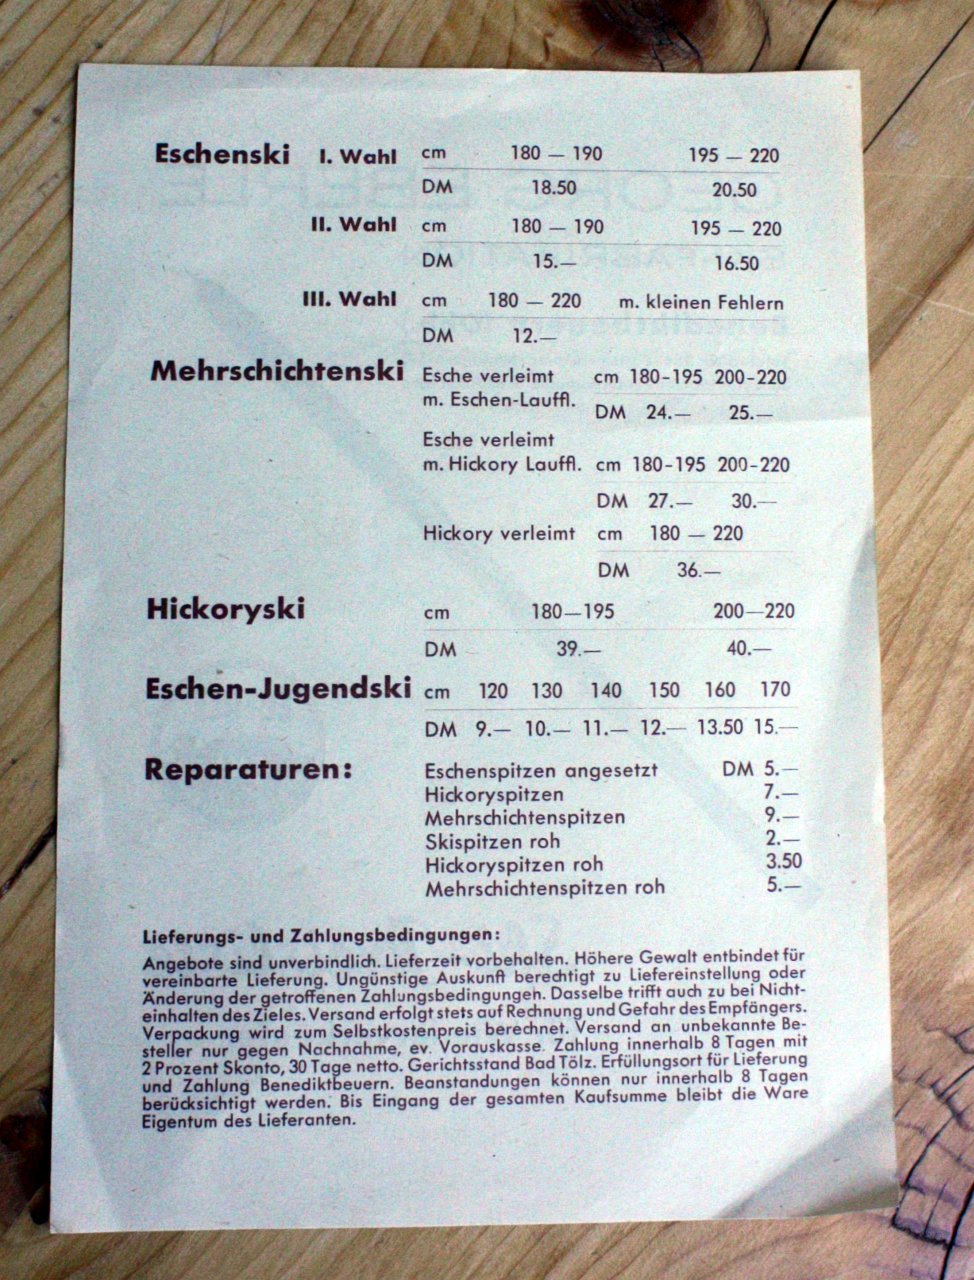 Eschenski I. Wahl cm 180 — 190 195 — 220
DM 18.50 20.50
II. Wahl cm 180 — 190 195 — 220
DM 15.— 16.50
III. Wahl cm 180 — 220 m. kleinen Fehlern
DM 12.—
Mehrschichtenski Esche verleimt cm 180-195 200-220
m. Eschen-Lauffl. DM 24.— 25.—
Esche verleimt
m. Hickory Lauffl. cm 180-195 200-220
DM 27.— 30.—
Hickory verleimt cm 180 — 220
DM 36.—
Hickoryski cm 180—195 200—220
DM 39.— 40.—
Eschen-Jugendski cm 120 130 140 150 160 170
DM 9.— 10.— 11.— 12.— 13.50 15.—
Reparaturen: Eschenspitzen angesetzt DM 5.—
Hickoryspitzen 7.—
Mehrschichtenspitzen 9.—
Skispitzen roh 2.—
Hickoryspitzen roh 3.50
Mehrschichtenspitzen roh 5.—
Lieferungs- und Zahlungsbedingungen:
Angebote sind unverbindlich. Lieferzeit vorbehalten. Höhere Gewalt entbindet für
vereinbarte Lieferung. Ungünstige Auskunft berechtigt zu Liefereinstellung oder
Änderung der getroffenen Zahlungsbedingungen. Dasselbe trifft auch zu bei Nicht-
einhalten des Zieles. Versand erfolgt stets auf Rechnung und Gefahr des Empfängers.
Verpackung wird zum Selbstkostenpreis berechnet. Versand an unbekannte Be-
steller nur gegen Nachnahme, ev. Vorauskasse. Zahlung innerhalb 8 Tagen mit
2 Prozent Skonto, 30 Tage netto. Gerichtsstand Bad Tölz. Erfüllungsort für Lieferung
und Zahlung Benediktbeuern. Beanstandungen können nur innerhalb 8 Tagen
berücksichtigt werden. Bis Eingang der gesamten Kaufsumme bleibt die Ware
Eigentum des Lieferanten.